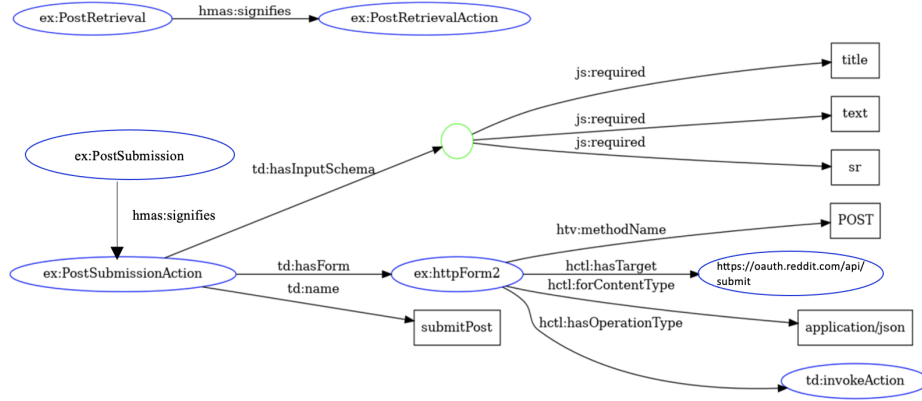 ex:PostRetrieval
hmas:signifies
ex:PostRetrievalAction
title
js:required
text
js:required
js:required
sr
ex:PostSubmission
td:hasInputSchema
hmas:signifies
POST
htv:methodName
ex:PostSubmissionAction
td:hasForm
ex:httpForm2
hctl:hasTarget
https://oauth.reddit.com/api/
submit
td:name
hctl:forContentType
submitPost
hctl:hasOperationType
application/json
td:invokeAction